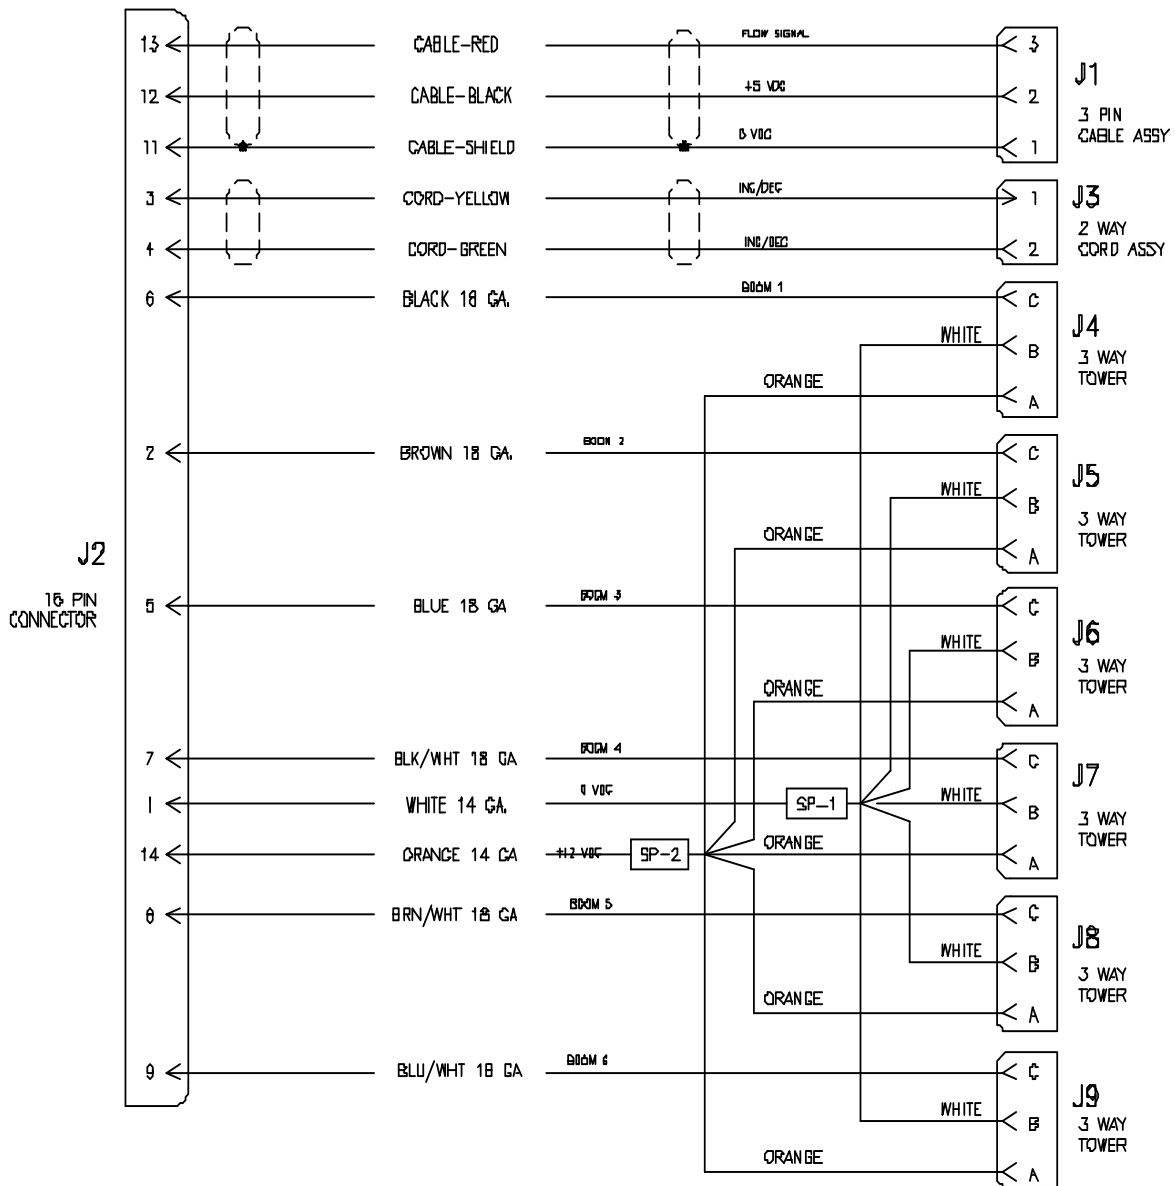 13 CABLE-RED FLOW SIGNAL 3
J1
12 CABLE-BLACK +5 VDC 2
3 PIN
CABLE ASSY
11 CABLE-SHIELD 0 VDC 1
3 CORD-YELLOW INC/DEC 1
J3
2 WAY
CORD ASSY
4 CORD-GREEN INC/DEC 2
6 BLACK 18 GA. BOOM 1 C
J4
WHITE B
3 WAY
TOWER
ORANGE A
2 BROWN 18 GA. BOOM 2 C
J5
WHITE B
3 WAY
TOWER
ORANGE A
J2
16 PIN
CONNECTOR
5 BLUE 18 GA BOOM 3 C
J6
WHITE B
3 WAY
TOWER
ORANGE A
7 BLK/WHT 18 GA BOOM 4 C
J7
1 WHITE 14 GA. 0 VDC SP-1 WHITE B
3 WAY
TOWER
14 ORANGE 14 GA +12 VDC SP-2 ORANGE A
8 BRN/WHT 18 GA BOOM 5 C
J8
WHITE B
3 WAY
TOWER
ORANGE A
9 BLU/WHT 18 GA BOOM 6 C
J9
WHITE B
3 WAY
TOWER
ORANGE A